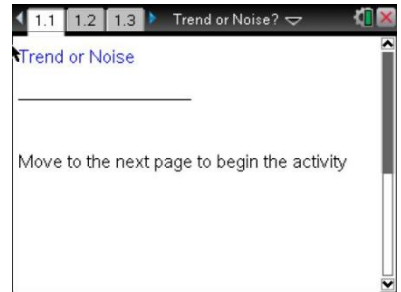 1.1 1.2 1.3 Trend or Noise?
Trend or Noise
Move to the next page to begin the activity